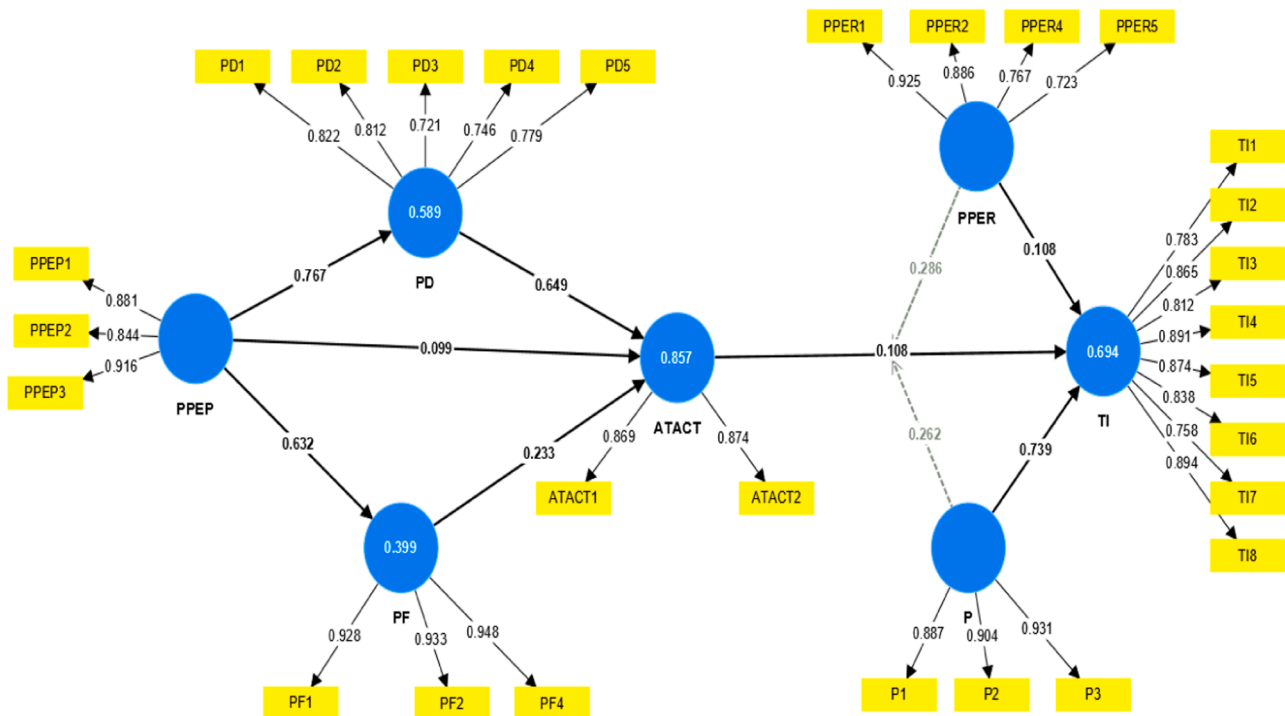 PPER1 PPER2 PPER4 PPER5
0.925 0.886 0.767 0.723
PD1 PD2 PD3 PD4 PD5
0.822 0.812 0.721 0.746 0.779
PPER
TI1
TI2
TI3
TI4
TI5
TI6
TI7
TI8
0.783
0.865
0.812
0.891
0.874
0.838
0.758
0.894
0.589
PD
PPEP1
PPEP2
PPEP3
0.881
0.844
0.916
PPEP
0.767
0.649
0.099
0.632
0.233
0.286
0.108
0.857
ATACT
0.108
0.694
TI
0.869 0.874
ATACT1 ATACT2
0.262
0.739
0.399
PF
0.928 0.933 0.948
PF1 PF2 PF4
P
0.887 0.904 0.931
P1 P2 P3